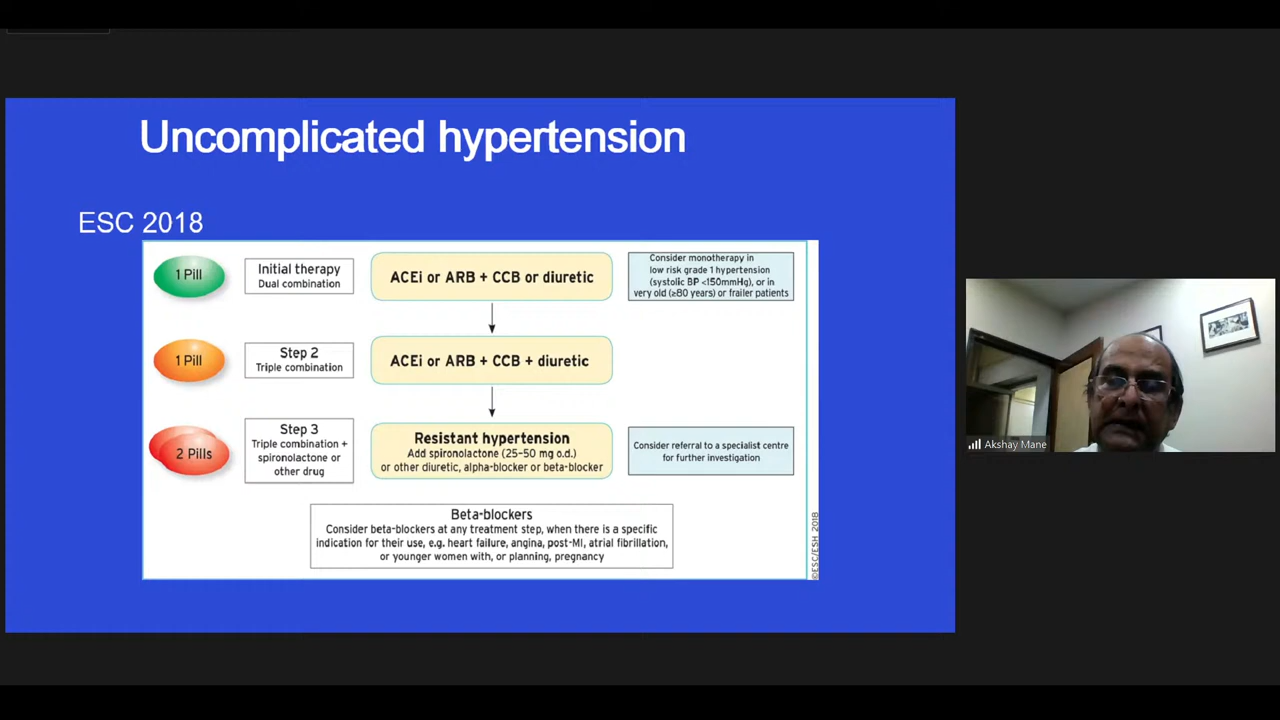 Uncomplicated hypertension
ESC 2018
1 Pill
Initial therapy
Dual combination
ACEi or ARB + CCB or diuretic
Consider monotherapy in
low risk grade 1 hypertension
(systolic BP <150mmHg), or in
very old (≥80 years) or frailer patients
1 Pill
Step 2
Triple combination
ACEi or ARB + CCB + diuretic
2 Pills
Step 3
Triple combination +
spironolactone or
other drug
Resistant hypertension
Add spironolactone (25–50 mg o.d.)
or other diuretic, alpha-blocker or beta-blocker
Consider referral to a specialist centre
for further investigation
Beta-blockers
Consider beta-blockers at any treatment step, when there is a specific
indication for their use, e.g. heart failure, angina, post-MI, atrial fibrillation,
or younger women with, or planning, pregnancy
©ESC/ESH 2018
Akshay Mane